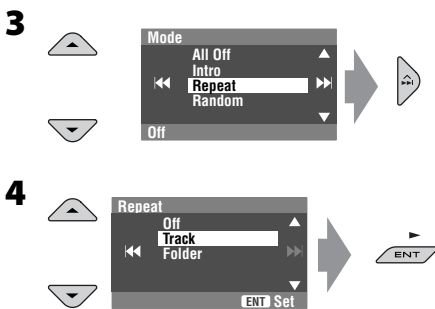 3
Mode
All Off
Intro
Repeat
Random
Off
4
Repeat
Off
Track
Folder
ENT Set
ENT